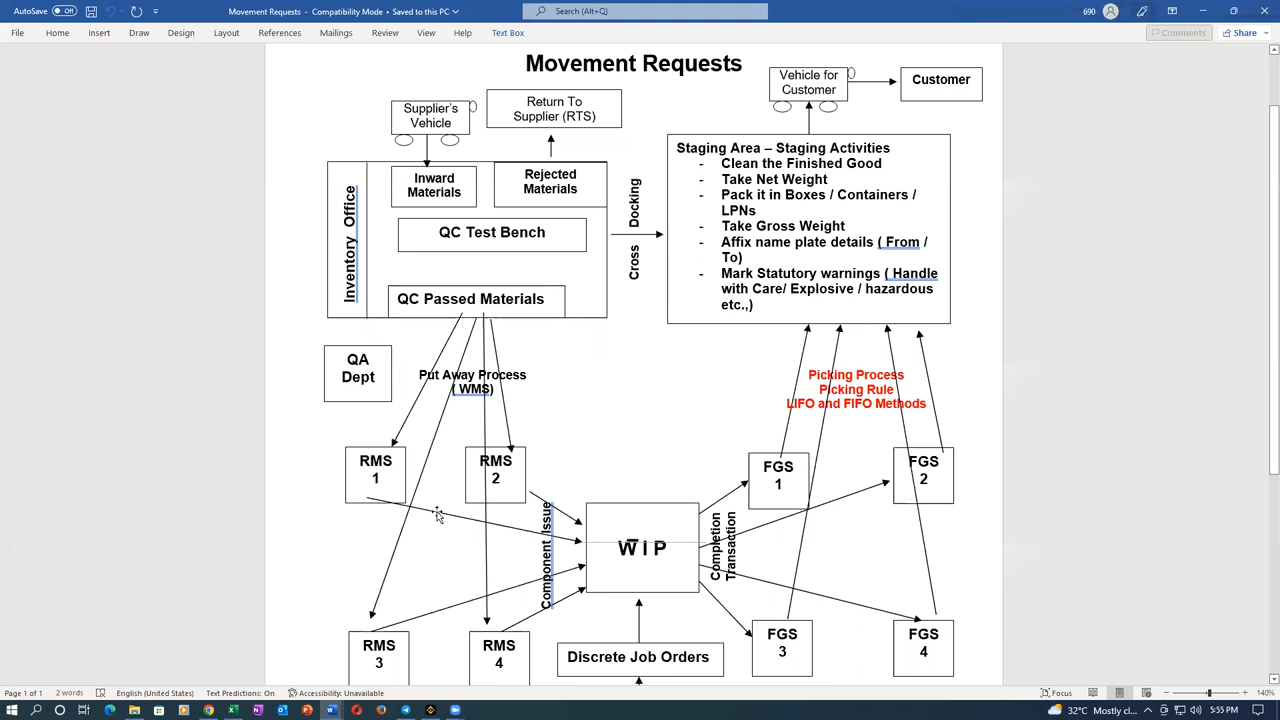 AutoSave Off Movement Requests - Compatibility Mode • Saved to this PC Search (Alt+Q) 690
File Home Insert Draw Design Layout References Mailings Review View Help Text Box Comments Share
Movement Requests
Supplier's
Vehicle
Return To
Supplier (RTS)
Vehicle for
Customer
Customer
Inventory Office
Inward
Materials
Rejected
Materials
QC Test Bench
QC Passed Materials
Cross Docking
Staging Area – Staging Activities
- Clean the Finished Good
- Take Net Weight
- Pack it in Boxes / Containers /
LPNs
- Take Gross Weight
- Affix name plate details ( From /
To)
- Mark Statutory warnings ( Handle
with Care/ Explosive / hazardous
etc.,)
QA
Dept
Put Away Process
( WMS)
Picking Process
Picking Rule
LIFO and FIFO Methods
RMS
1
RMS
2
FGS
1
FGS
2
Component Issue
W I P
Completion
Transaction
RMS
3
RMS
4
Discrete Job Orders
FGS
3
FGS
4
Page 1 of 1 2 words English (United States) Text Predictions: On Accessibility: Unavailable Focus 140%
32°C Mostly c... 5:55 PM